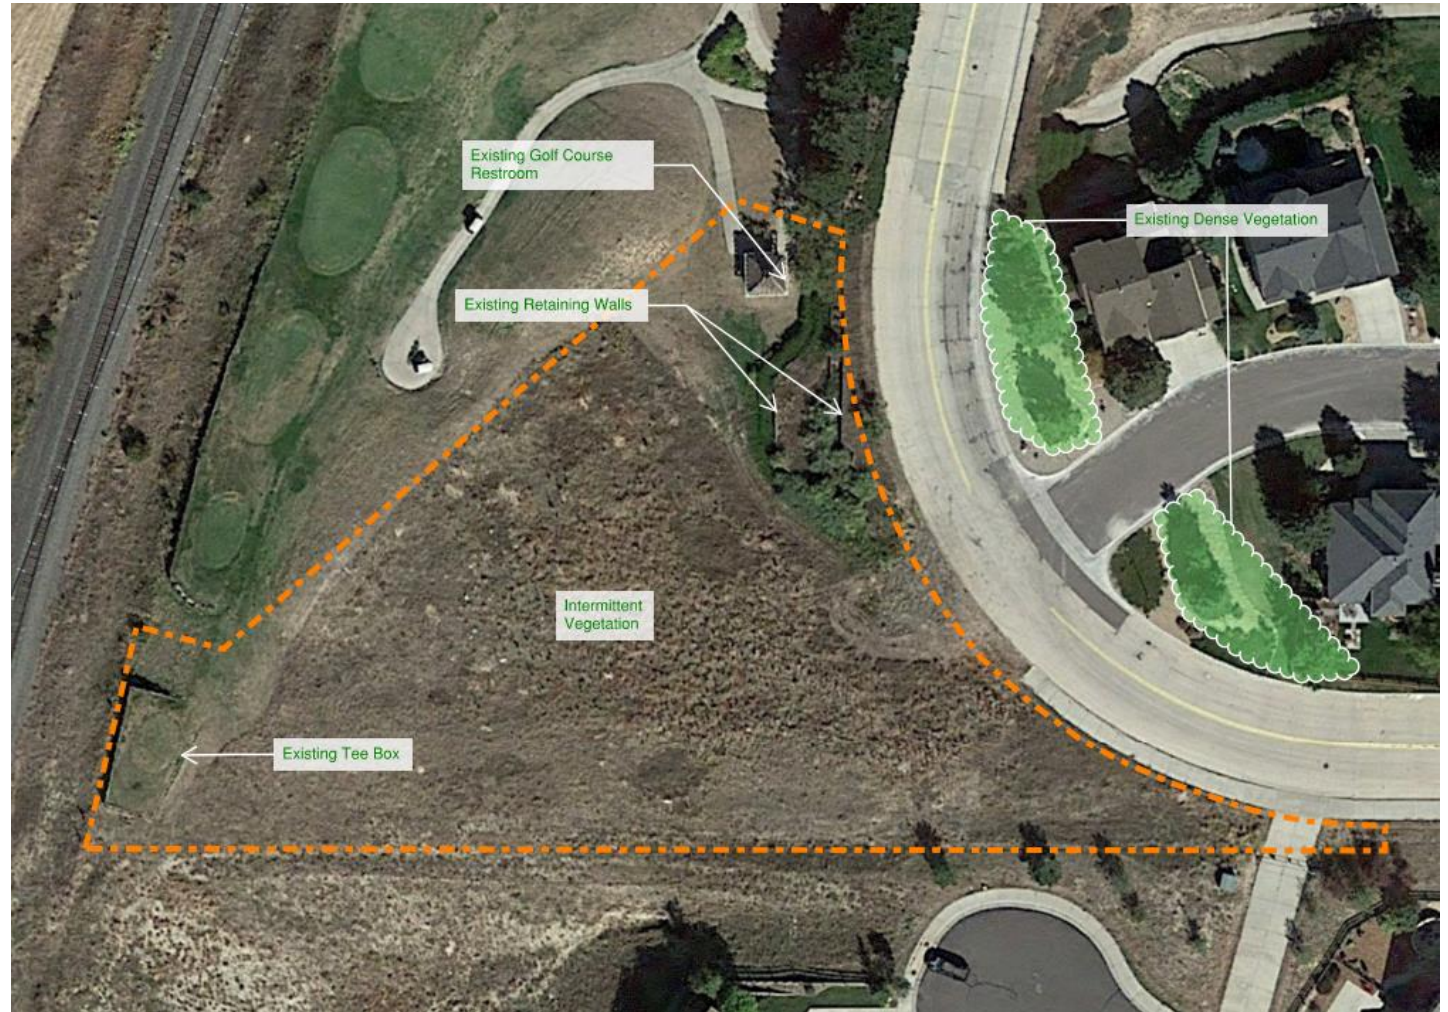 Existing Golf Course
Restroom
Existing Dense Vegetation
Existing Retaining Walls
Intermittent
Vegetation
Existing Tee Box